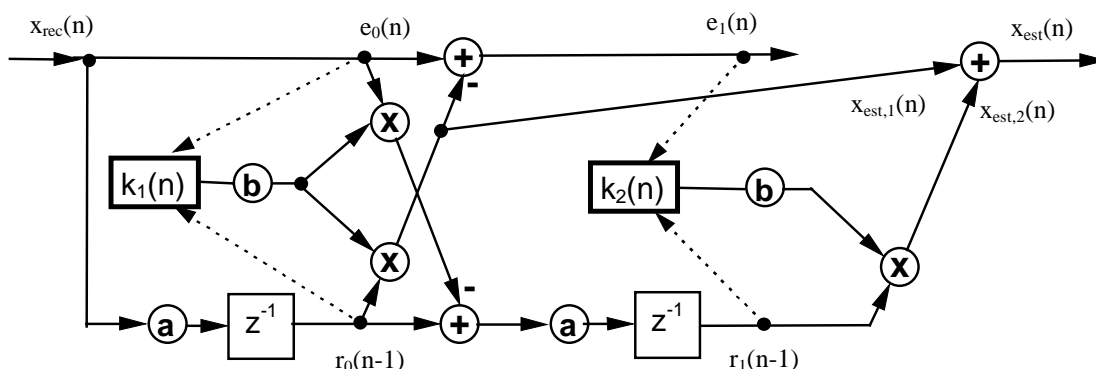 x_rec(n)
e_0(n)
e_1(n)
x_est(n)
+
+
-
x_est,1(n)
x_est,2(n)
x
k_1(n)
b
k_2(n)
b
x
x
-
a
z^-1
+
a
z^-1
r_0(n-1)
r_1(n-1)